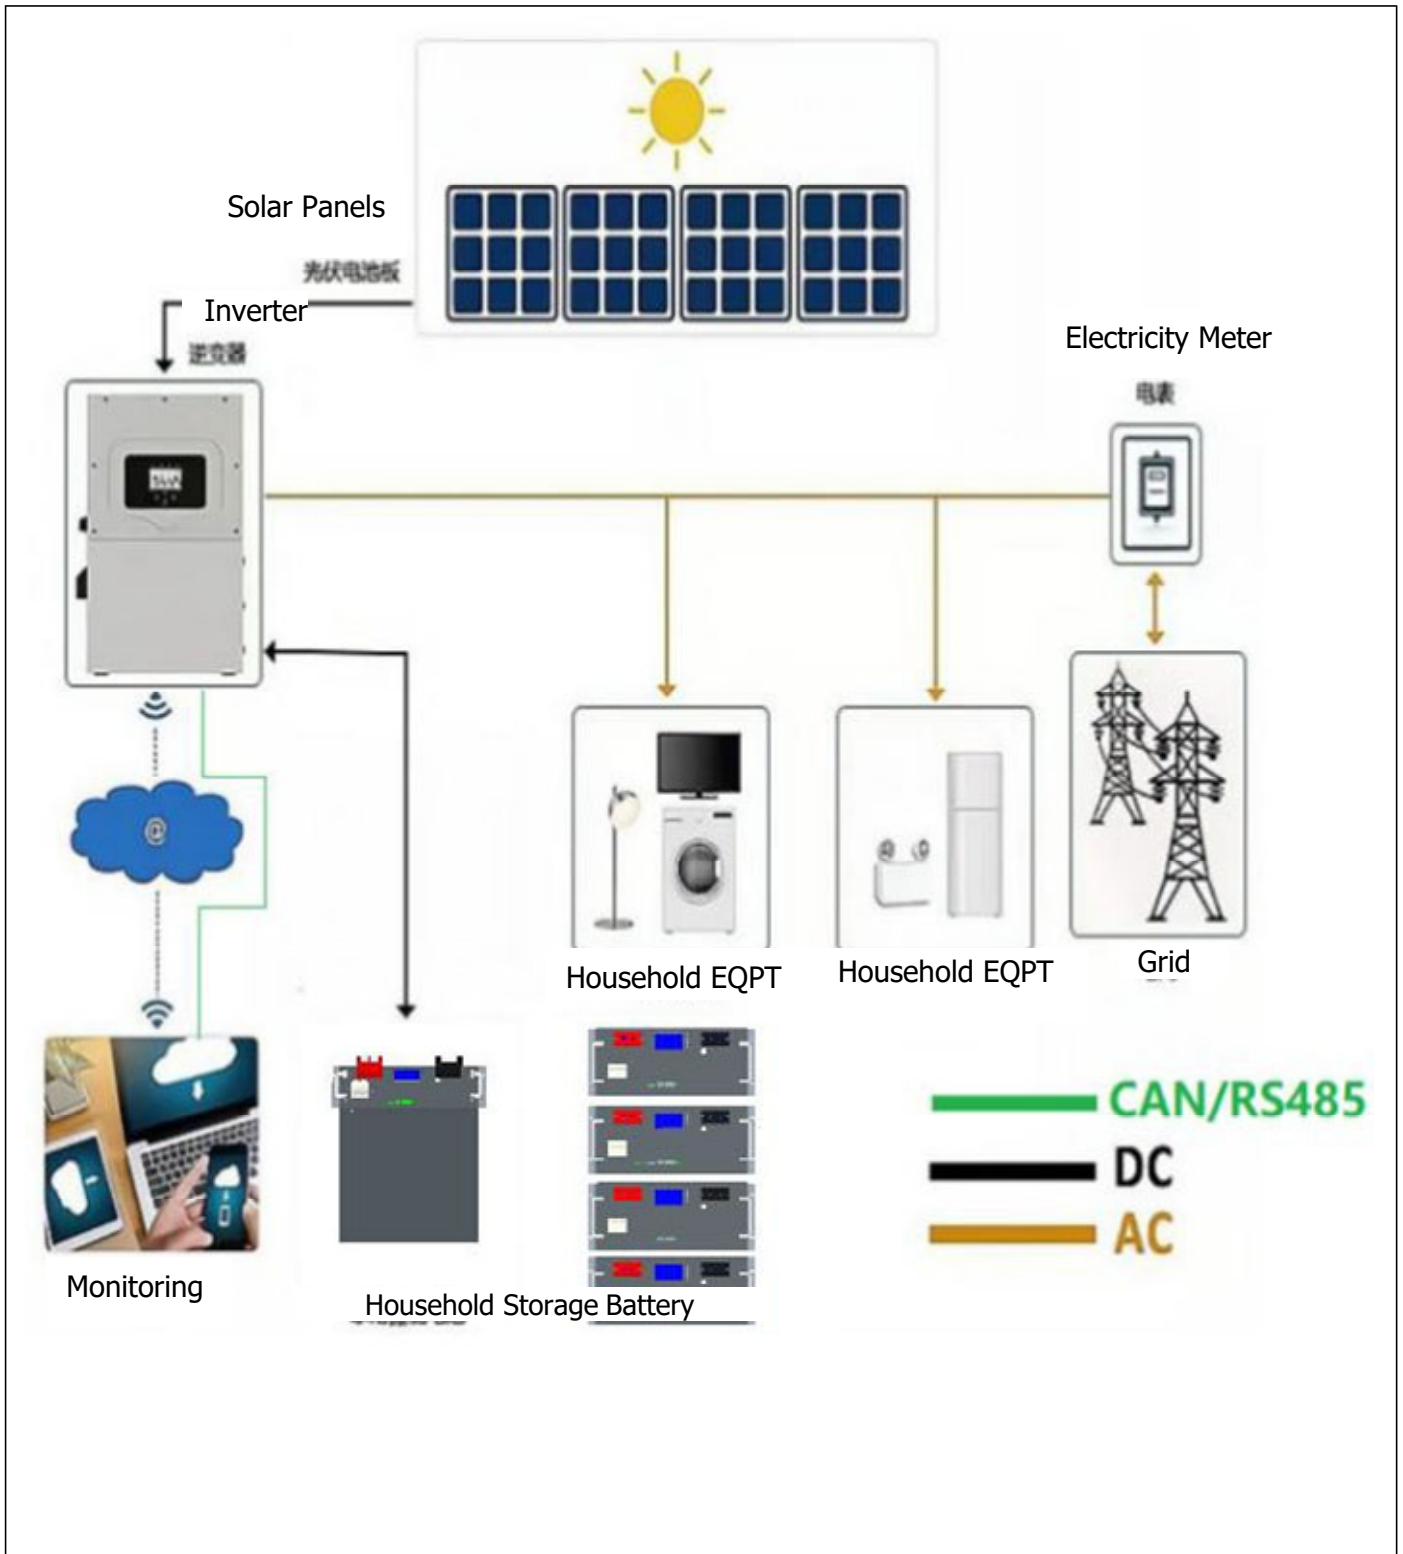 Solar Panels
光伏电池板
Inverter
逆变器
Electricity Meter
电表
@
Household EQPT
Household EQPT
Grid
CAN/RS485
DC
AC
Monitoring
Household Storage Battery